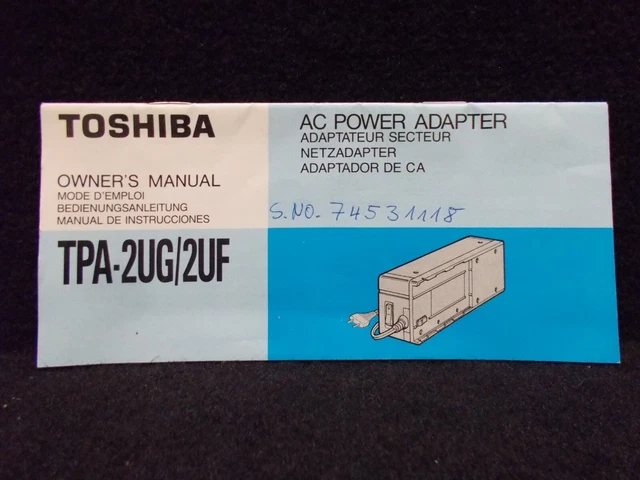 TOSHIBA
OWNER'S MANUAL
MODE D'EMPLOI
BEDIENUNGSANLEITUNG
MANUAL DE INSTRUCCIONES
TPA-2UG/2UF
AC POWER ADAPTER
ADAPTATEUR SECTEUR
NETZADAPTER
ADAPTADOR DE CA
S.NO. 74531118